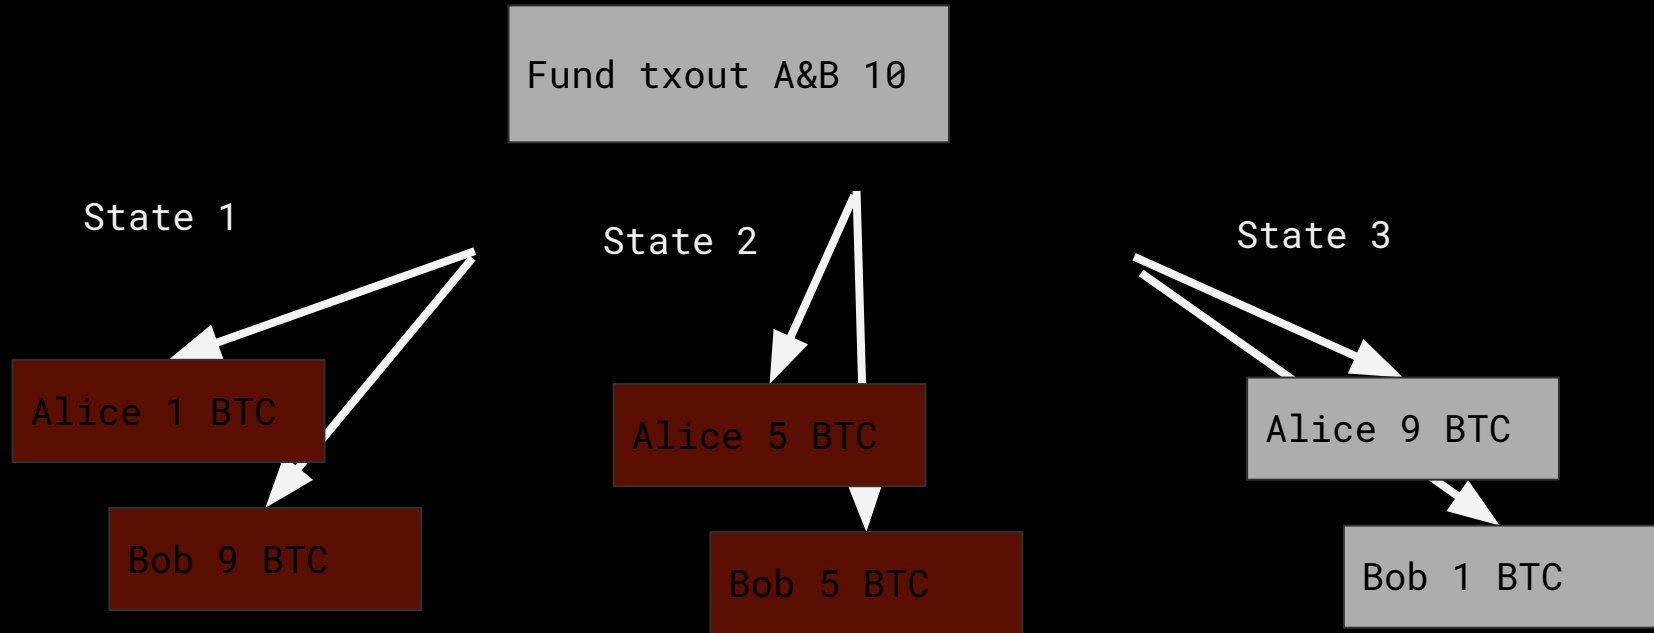 Fund txout A&B 10
State 1
State 2
State 3
Alice 1 BTC
Bob 9 BTC
Alice 5 BTC
Bob 5 BTC
Alice 9 BTC
Bob 1 BTC